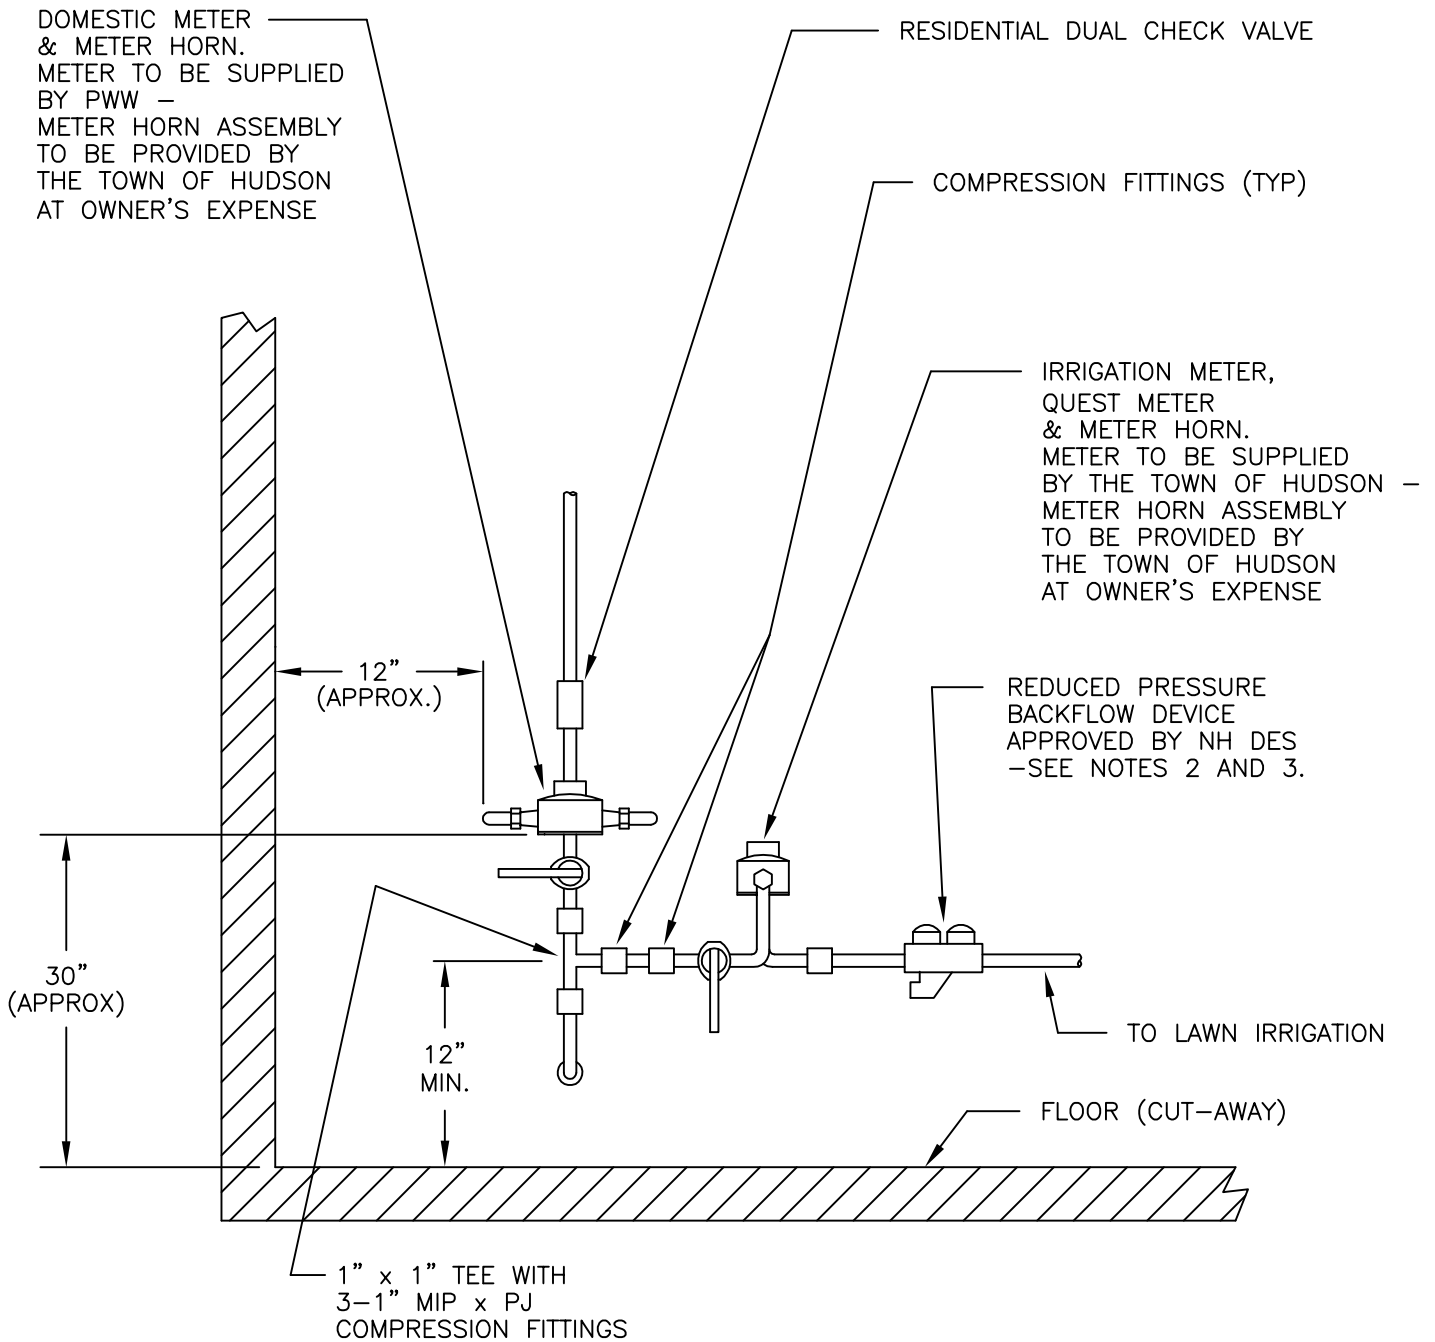 DOMESTIC METER
& METER HORN.
METER TO BE SUPPLIED
BY PWW –
METER HORN ASSEMBLY
TO BE PROVIDED BY
THE TOWN OF HUDSON
AT OWNER'S EXPENSE
RESIDENTIAL DUAL CHECK VALVE
COMPRESSION FITTINGS (TYP)
IRRIGATION METER,
QUEST METER
& METER HORN.
METER TO BE SUPPLIED
BY THE TOWN OF HUDSON –
METER HORN ASSEMBLY
TO BE PROVIDED BY
THE TOWN OF HUDSON
AT OWNER'S EXPENSE
12"
(APPROX.)
REDUCED PRESSURE
BACKFLOW DEVICE
APPROVED BY NH DES
–SEE NOTES 2 AND 3.
30"
(APPROX)
12"
MIN.
TO LAWN IRRIGATION
FLOOR (CUT–AWAY)
1" x 1" TEE WITH
3–1" MIP x PJ
COMPRESSION FITTINGS